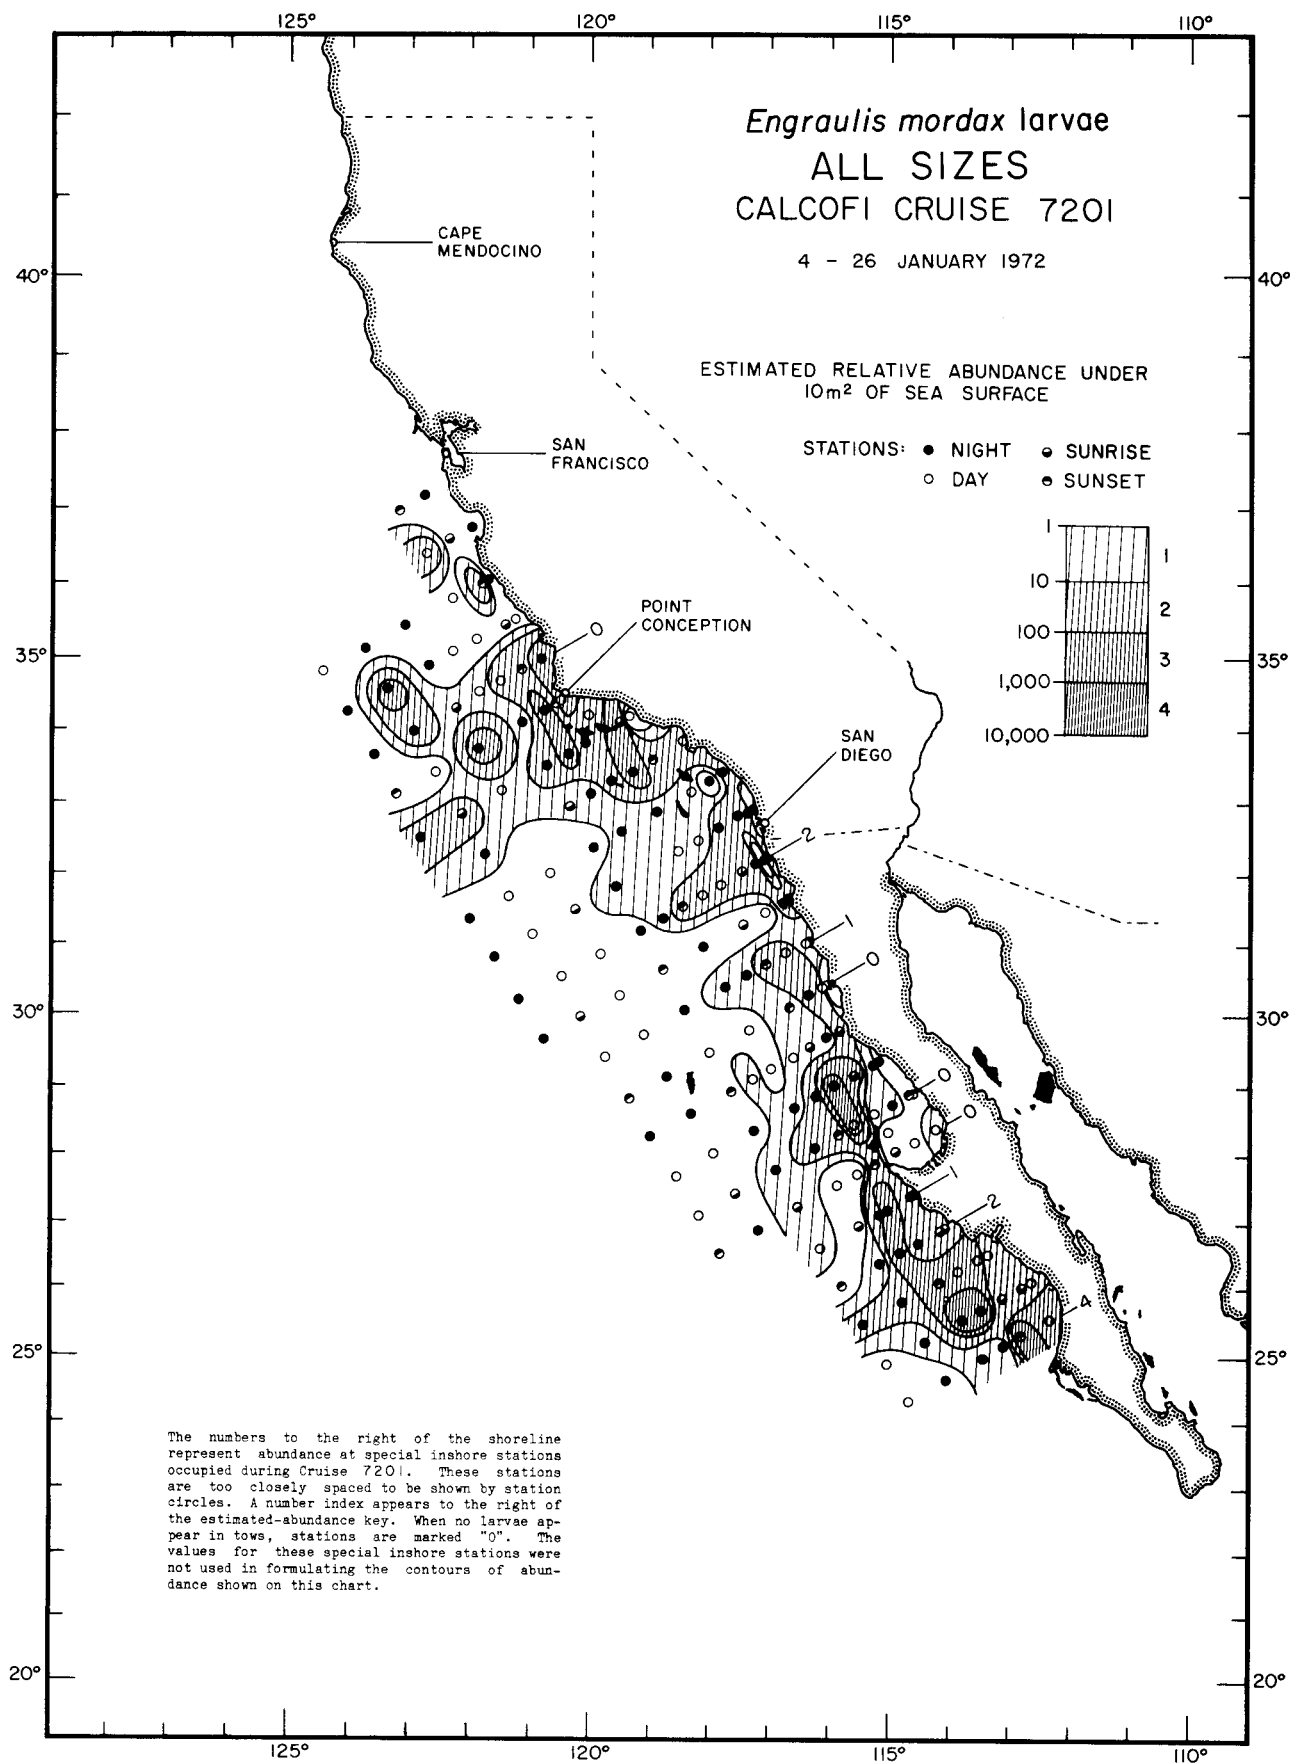 125°
120°
115°
110°
Engraulis mordax larvae
ALL SIZES
CALCOFI CRUISE 7201
4 - 26 JANUARY 1972
CAPE
MENDOCINO
40°
40°
ESTIMATED RELATIVE ABUNDANCE UNDER
10m² OF SEA SURFACE
STATIONS: ● NIGHT ◒ SUNRISE
○ DAY ◓ SUNSET
SAN
FRANCISCO
1
10
100
1,000
10,000
1
2
3
4
POINT
CONCEPTION
0
35°
35°
SAN
DIEGO
2
1
0
30°
30°
0
0
1
2
4
25°
25°
The numbers to the right of the shoreline
represent abundance at special inshore stations
occupied during Cruise 7201. These stations
are too closely spaced to be shown by station
circles. A number index appears to the right of
the estimated-abundance key. When no larvae ap-
pear in tows, stations are marked "0". The
values for these special inshore stations were
not used in formulating the contours of abun-
dance shown on this chart.
20°
20°
125°
120°
115°
110°